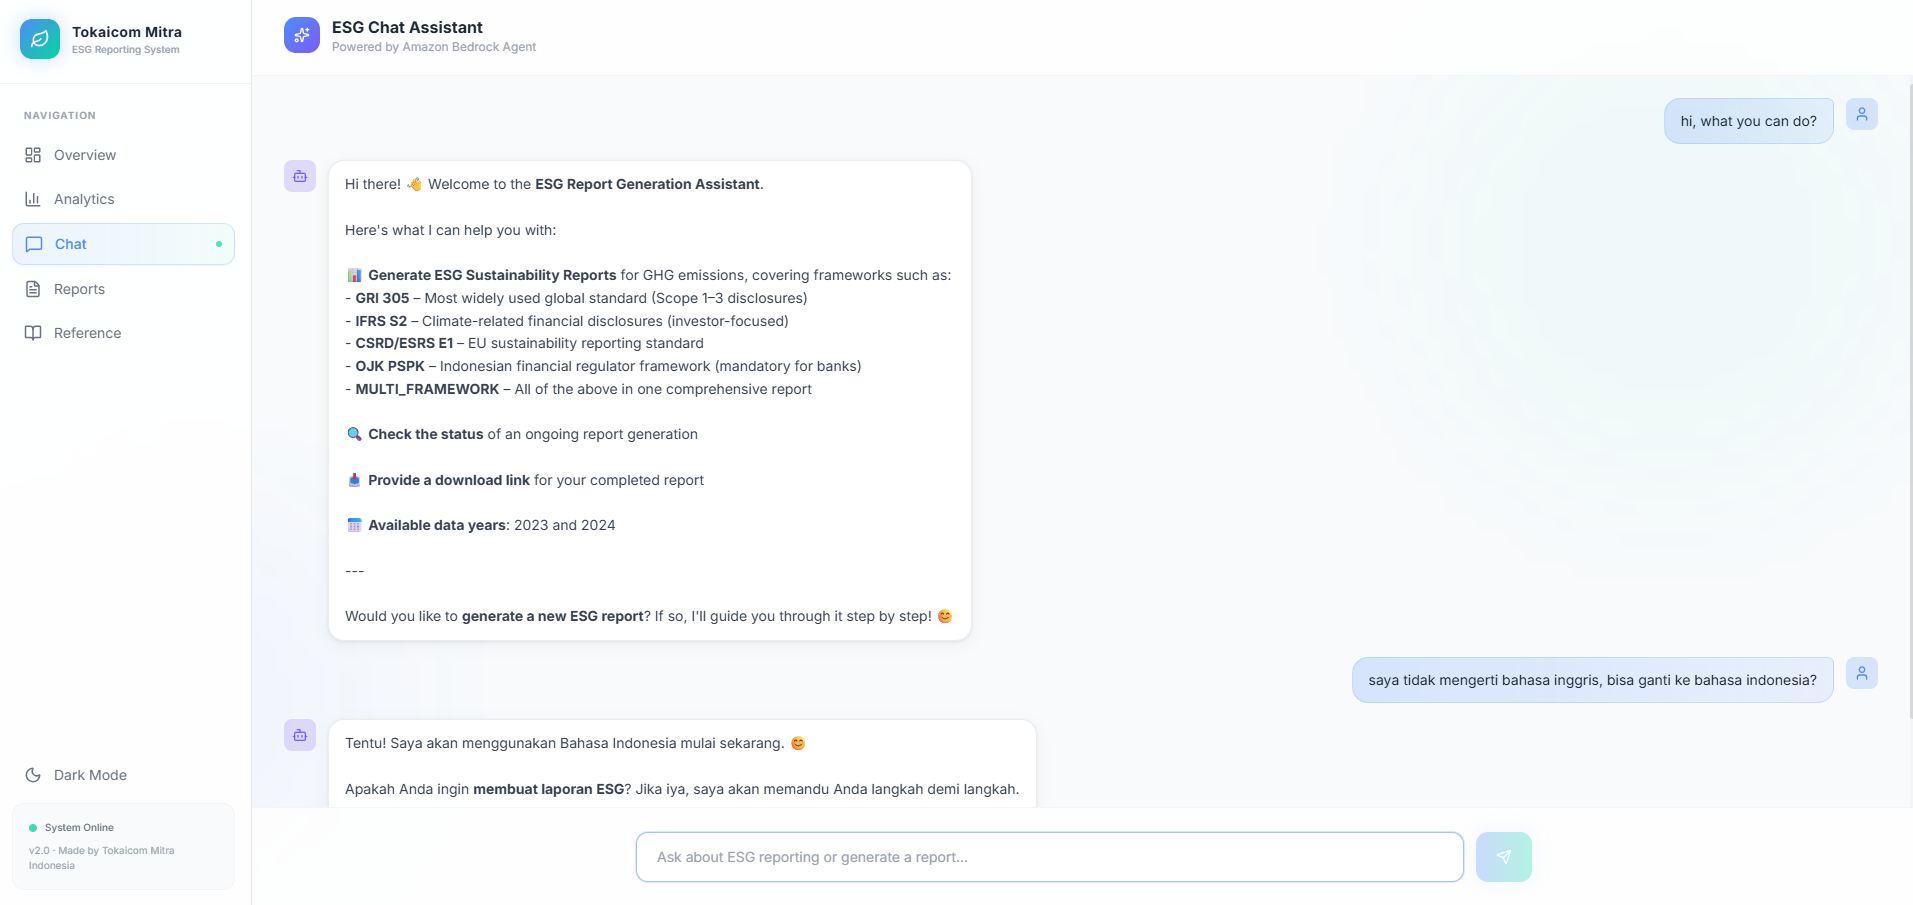 Tokaicom Mitra
ESG Reporting System
NAVIGATION
Overview
Analytics
Chat
Reports
Reference
Dark Mode
System Online
v2.0 · Made by Tokaicom Mitra
Indonesia
ESG Chat Assistant
Powered by Amazon Bedrock Agent
hi, what you can do?
Hi there! 👋 Welcome to the ESG Report Generation Assistant.
Here's what I can help you with:
📊 Generate ESG Sustainability Reports for GHG emissions, covering frameworks such as:
- GRI 305 – Most widely used global standard (Scope 1–3 disclosures)
- IFRS S2 – Climate-related financial disclosures (investor-focused)
- CSRD/ESRS E1 – EU sustainability reporting standard
- OJK PSPK – Indonesian financial regulator framework (mandatory for banks)
- MULTI_FRAMEWORK – All of the above in one comprehensive report
🔍 Check the status of an ongoing report generation
📥 Provide a download link for your completed report
📅 Available data years: 2023 and 2024
---
Would you like to generate a new ESG report? If so, I'll guide you through it step by step! 😊
saya tidak mengerti bahasa inggris, bisa ganti ke bahasa indonesia?
Tentu! Saya akan menggunakan Bahasa Indonesia mulai sekarang. 😊
Apakah Anda ingin membuat laporan ESG? Jika iya, saya akan memandu Anda langkah demi langkah.
Ask about ESG reporting or generate a report...